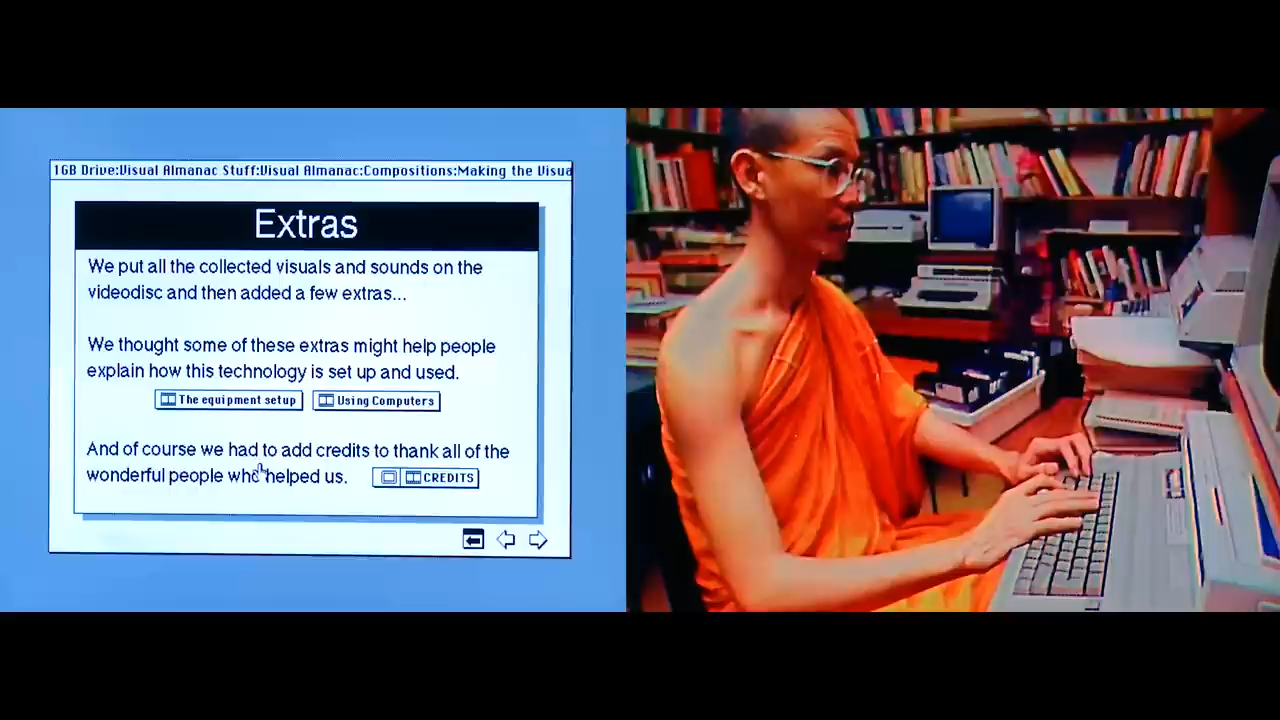 1GB Drive:Visual Almanac Stuff:Visual Almanac:Compositions:Making the Visua
Extras
We put all the collected visuals and sounds on the
videodisc and then added a few extras...
We thought some of these extras might help people
explain how this technology is set up and used.
The equipment setup
Using Computers
And of course we had to add credits to thank all of the
wonderful people who helped us.
CREDITS